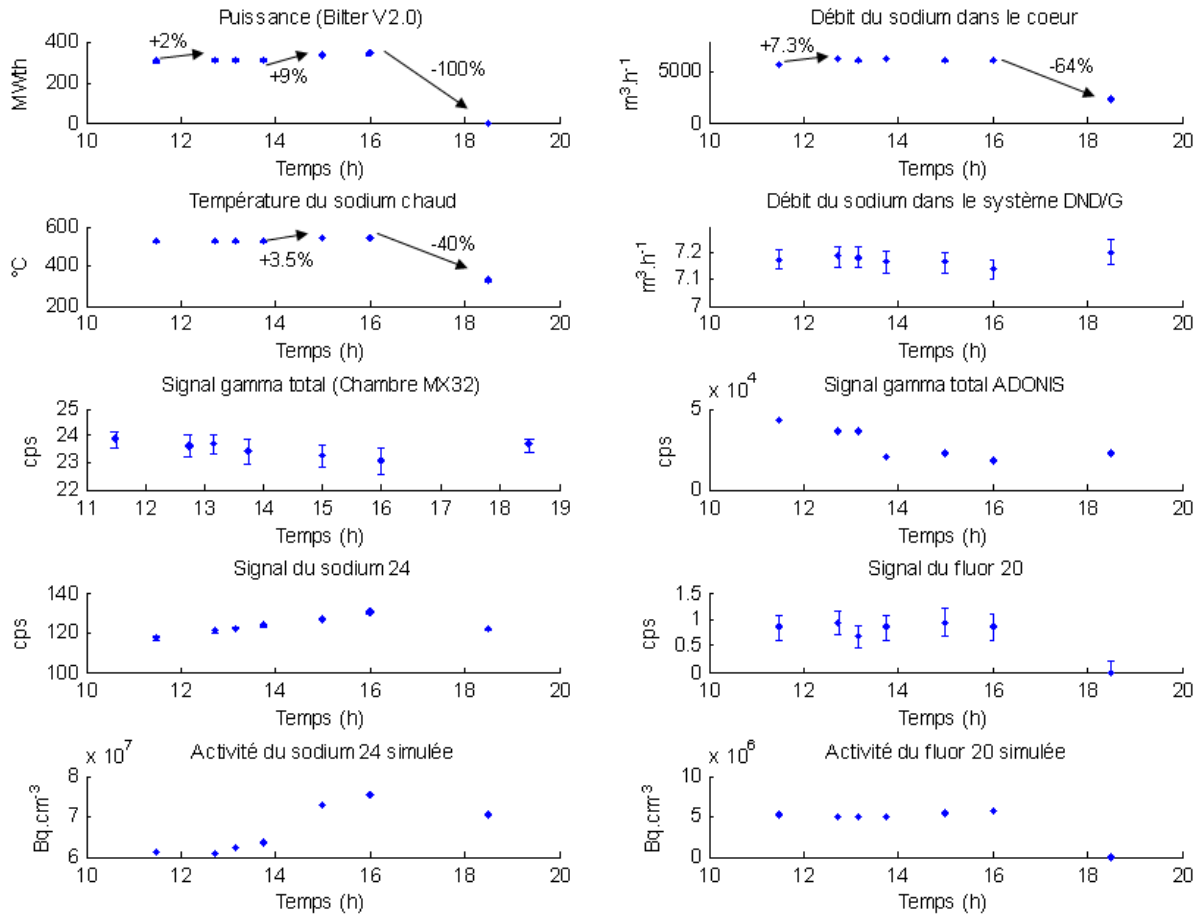 Puissance (Bilter V2.0)
400
200
0
MWth
+2%
+9%
-100%
10 12 14 16 18 20
Temps (h)
Débit du sodium dans le coeur
5000
0
m³.h⁻¹
+7.3%
-64%
10 12 14 16 18 20
Temps (h)
Température du sodium chaud
600
400
200
°C
+3.5%
-40%
10 12 14 16 18 20
Temps (h)
Débit du sodium dans le système DND/G
7.2
7.1
7
m³.h⁻¹
10 12 14 16 18 20
Temps (h)
Signal gamma total (Chambre MX32)
25
24
23
22
cps
11 12 13 14 15 16 17 18 19
Temps (h)
Signal gamma total ADONIS
x 10⁴
5
0
cps
10 12 14 16 18 20
Temps (h)
Signal du sodium 24
140
120
100
cps
10 12 14 16 18 20
Temps (h)
Signal du fluor 20
1.5
1
0.5
0
cps
10 12 14 16 18 20
Temps (h)
Activité du sodium 24 simulée
x 10⁷
8
7
6
Bq.cm⁻³
10 12 14 16 18 20
Temps (h)
Activité du fluor 20 simulée
x 10⁶
10
5
0
Bq.cm⁻³
10 12 14 16 18 20
Temps (h)